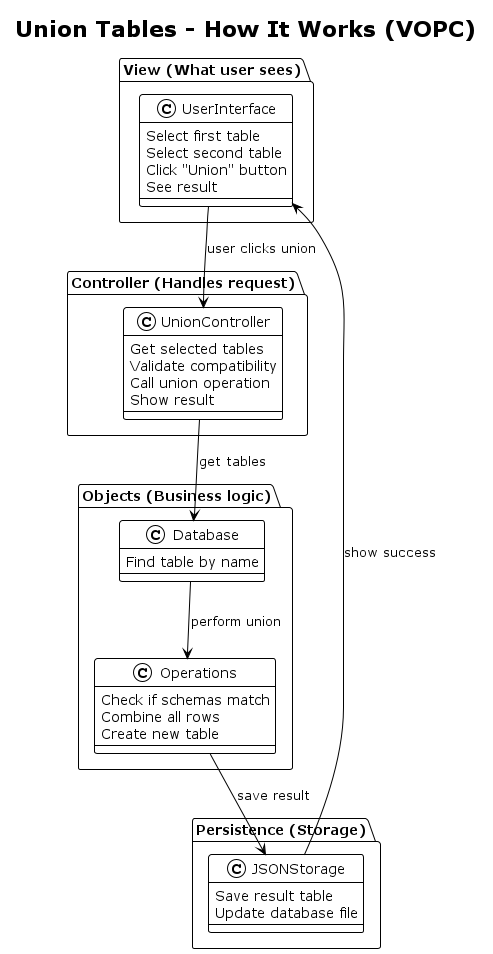 Union Tables - How It Works (VOPC)
View (What user sees)
C UserInterface
Select first table
Select second table
Click "Union" button
See result
user clicks union
Controller (Handles request)
C UnionController
Get selected tables
Validate compatibility
Call union operation
Show result
get tables
Objects (Business logic)
C Database
Find table by name
show success
perform union
C Operations
Check if schemas match
Combine all rows
Create new table
save result
Persistence (Storage)
C JSONStorage
Save result table
Update database file